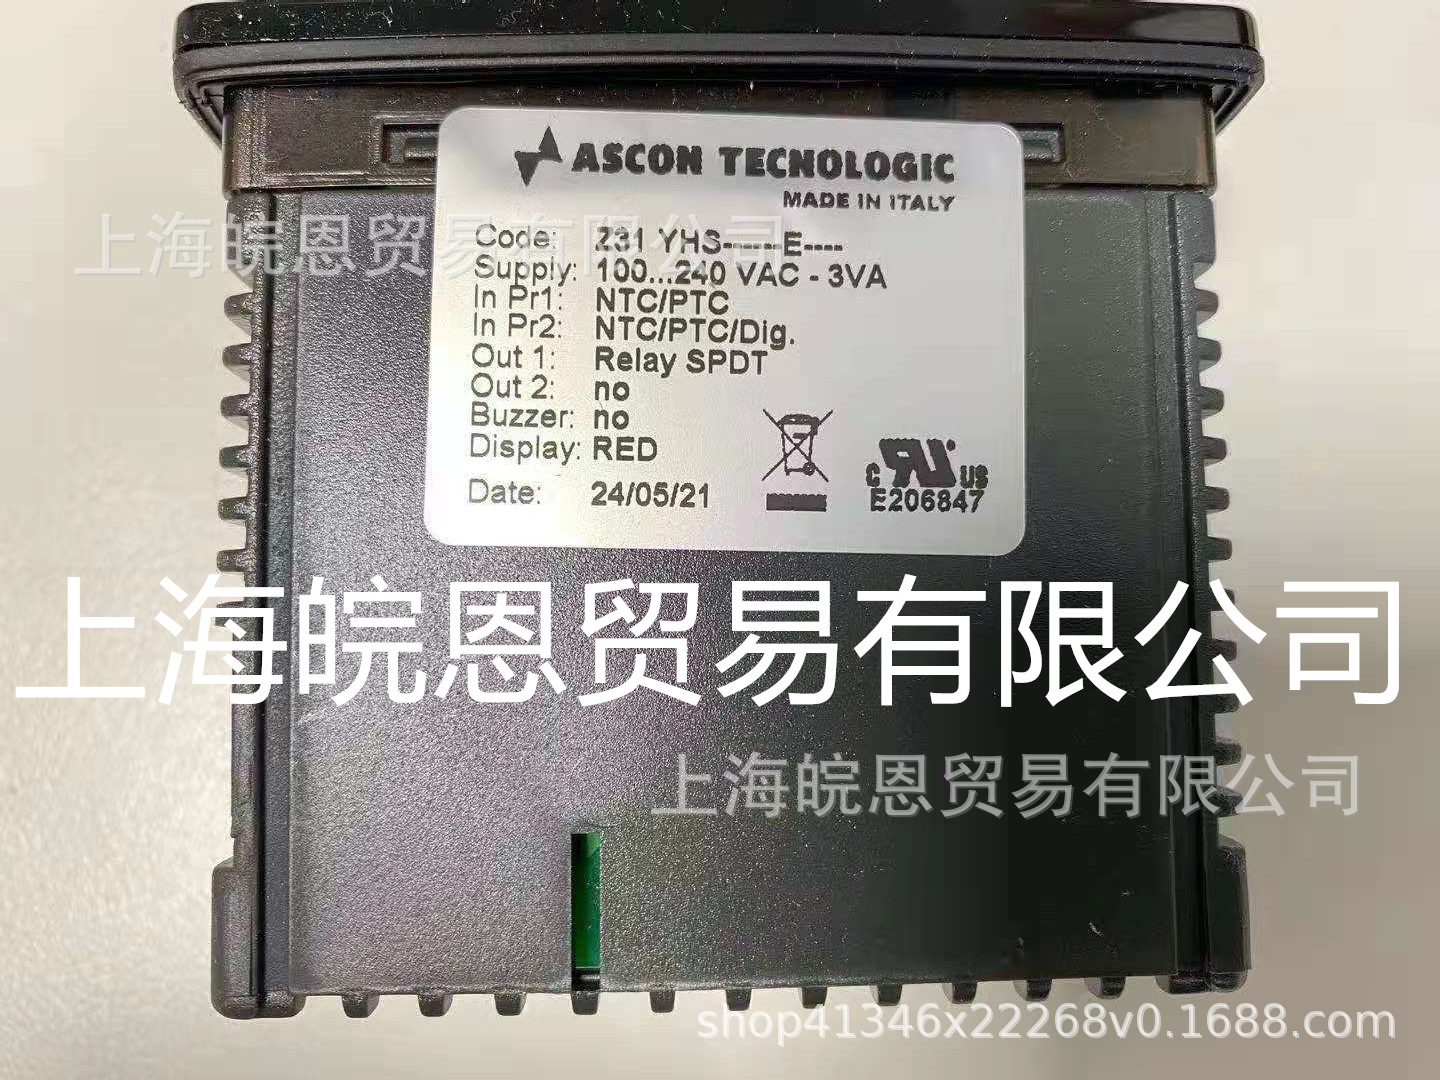 ASCON TECNOLOGIC
MADE IN ITALY
上海皖恩贸易有限公司
Code: Z31 YHS------E----
Supply: 100...240 VAC - 3VA
In Pr1: NTC/PTC
In Pr2: NTC/PTC/Dig.
Out 1: Relay SPDT
Out 2: no
Buzzer: no
Display: RED
Date: 24/05/21
C UR US
E206847
上海皖恩贸易有限公司
上海皖恩贸易有限公司
shop41346x22268v0.1688.com